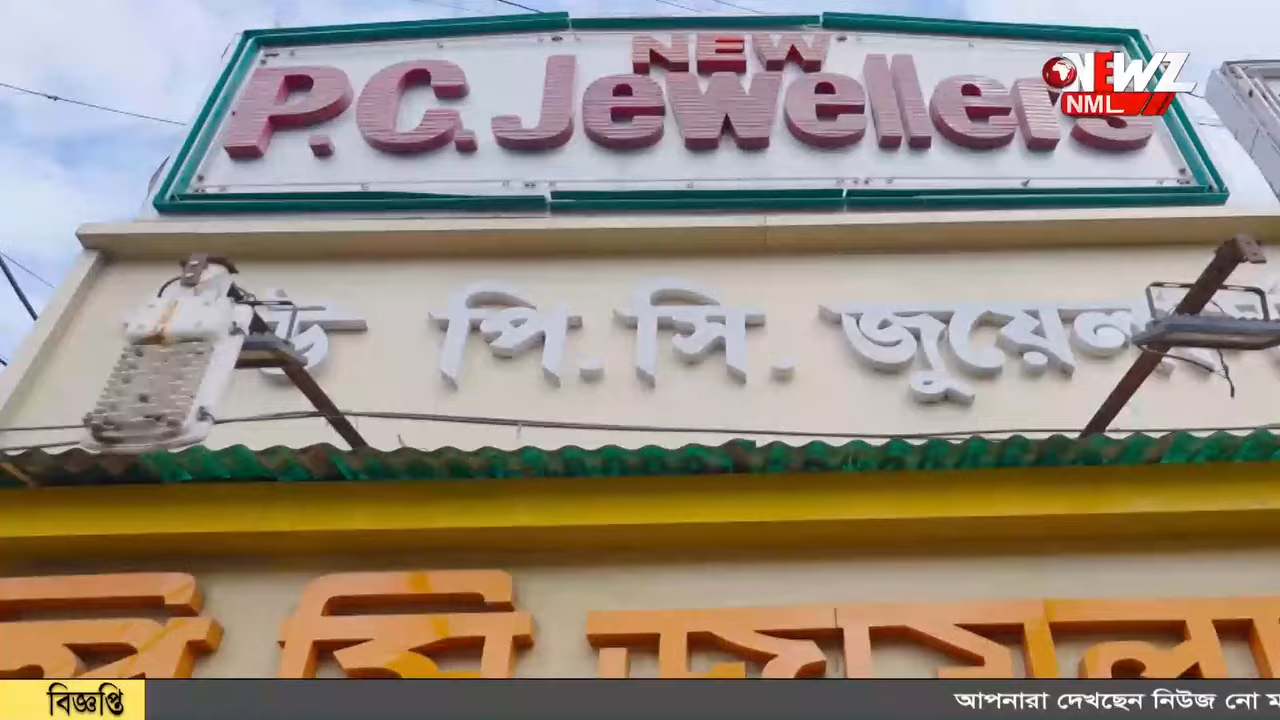 NEW
P.C. Jewellers
NEWZ
NML
উ পি. সি. জুয়েল
পি সি জুয়েলা
বিজ্ঞপ্তি
আপনারা দেখছেন নিউজ নো ম